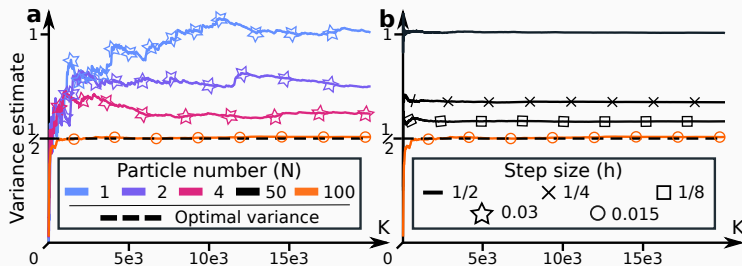 a
b
Variance estimate
1
1/2
0
5e3
10e3
15e3
K
Particle number (N)
1 2 4 50 100
Optimal variance
1
1/2
0
5e3
10e3
15e3
K
Step size (h)
1/2 1/4 1/8
0.03 0.015